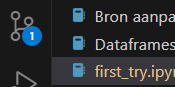 Bron aanpa
Dataframes
1
first_try.ipyn